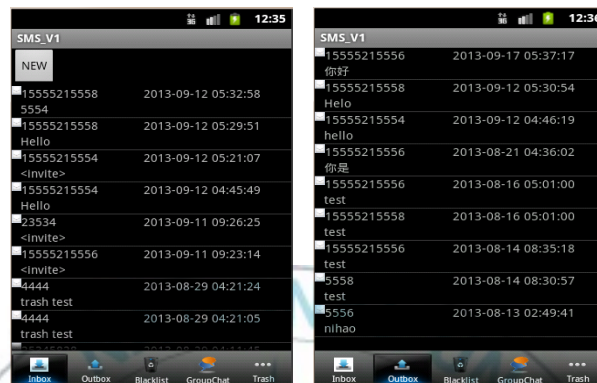 12:35
SMS_V1
NEW
15555215558 2013-09-12 05:32:58
5554
15555215558 2013-09-12 05:29:51
Hello
15555215554 2013-09-12 05:21:07
<invite>
15555215554 2013-09-12 04:45:49
Hello
23534 2013-09-11 09:26:25
<invite>
15555215556 2013-09-11 09:23:14
<invite>
4444 2013-08-29 04:21:24
trash test
4444 2013-08-29 04:21:05
trash test
Inbox Outbox Blacklist GroupChat Trash
12:36
SMS_V1
15555215556 2013-09-17 05:37:17
你好
15555215558 2013-09-12 05:30:54
Helo
15555215554 2013-09-12 04:46:19
hello
15555215556 2013-08-21 04:36:02
你是
15555215556 2013-08-16 05:01:00
test
15555215558 2013-08-16 05:01:00
test
15555215556 2013-08-14 08:35:18
test
5558 2013-08-14 08:30:57
test
5556 2013-08-13 02:49:41
nihao
Inbox Outbox Blacklist GroupChat Trash